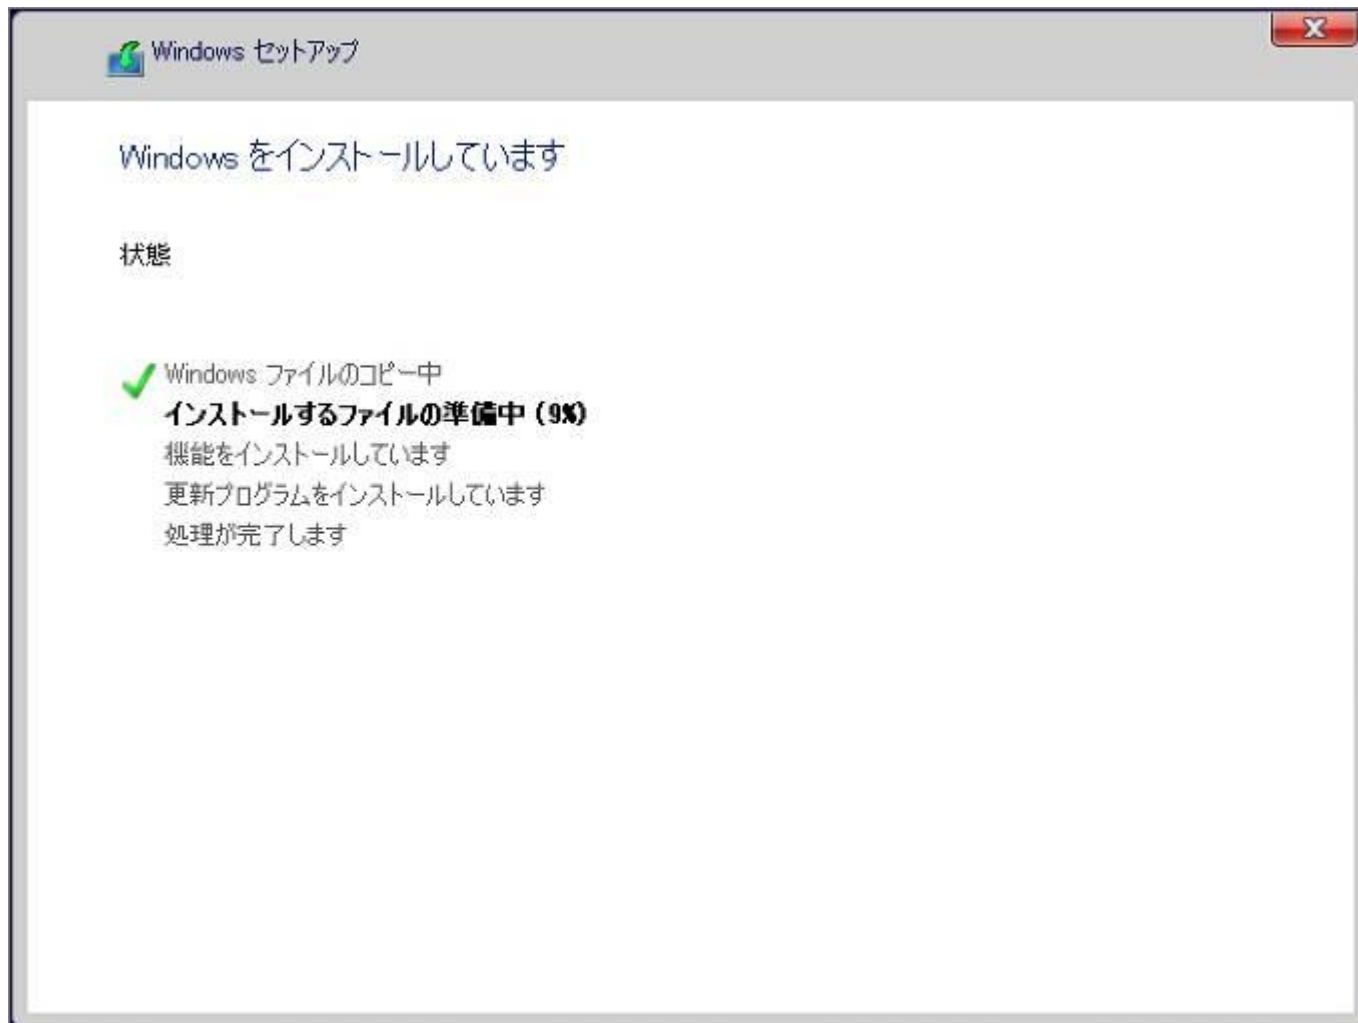 Windows セットアップ
Windows をインストールしています
状態
Windows ファイルのコピー中
インストールするファイルの準備中 (9%)
機能をインストールしています
更新プログラムをインストールしています
処理が完了します